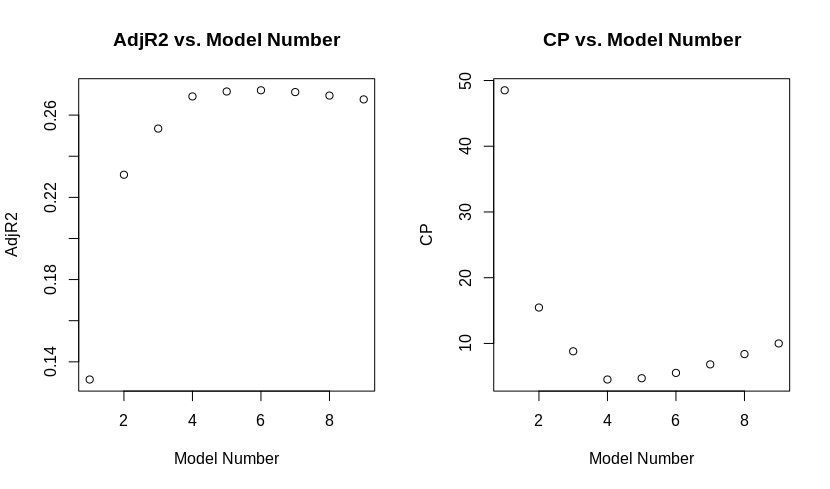 AdjR2 vs. Model Number
AdjR2
0.14
0.18
0.22
0.26
2
4
6
8
Model Number
CP vs. Model Number
CP
10
20
30
40
50
2
4
6
8
Model Number